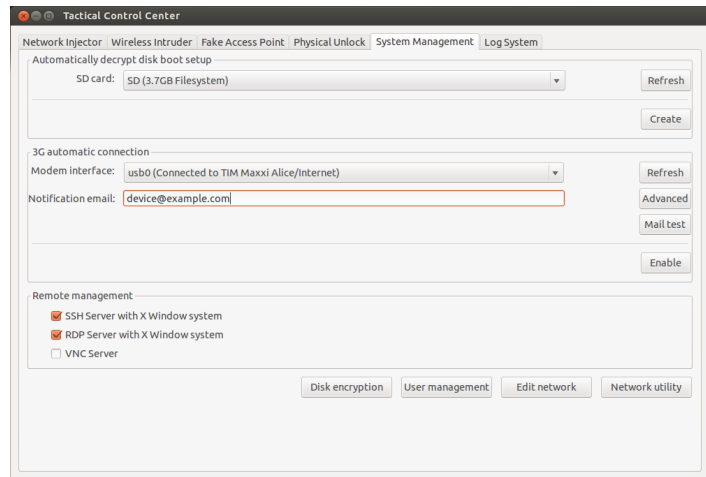 Tactical Control Center
Network Injector Wireless Intruder Fake Access Point Physical Unlock System Management Log System
Automatically decrypt disk boot setup
SD card: SD (3.7GB Filesystem) Refresh
Create
3G automatic connection
Modem interface: usb0 (Connected to TIM Maxxi Alice/Internet) Refresh
Notification email: device@example.com Advanced
Mail test
Enable
Remote management
SSH Server with X Window system
RDP Server with X Window system
VNC Server
Disk encryption User management Edit network Network utility